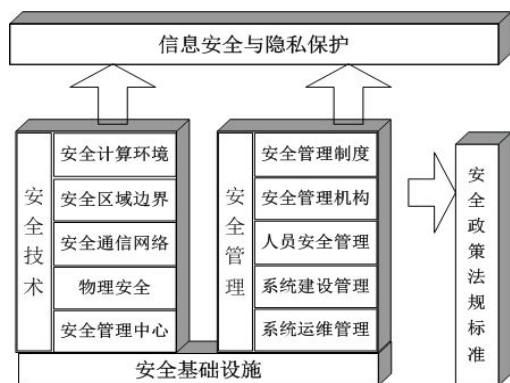 信息安全与隐私保护
安全技术
安全计算环境
安全区域边界
安全通信网络
物理安全
安全管理中心
安全管理
安全管理制度
安全管理机构
人员安全管理
系统建设管理
系统运维管理
安全政策法规标准
安全基础设施